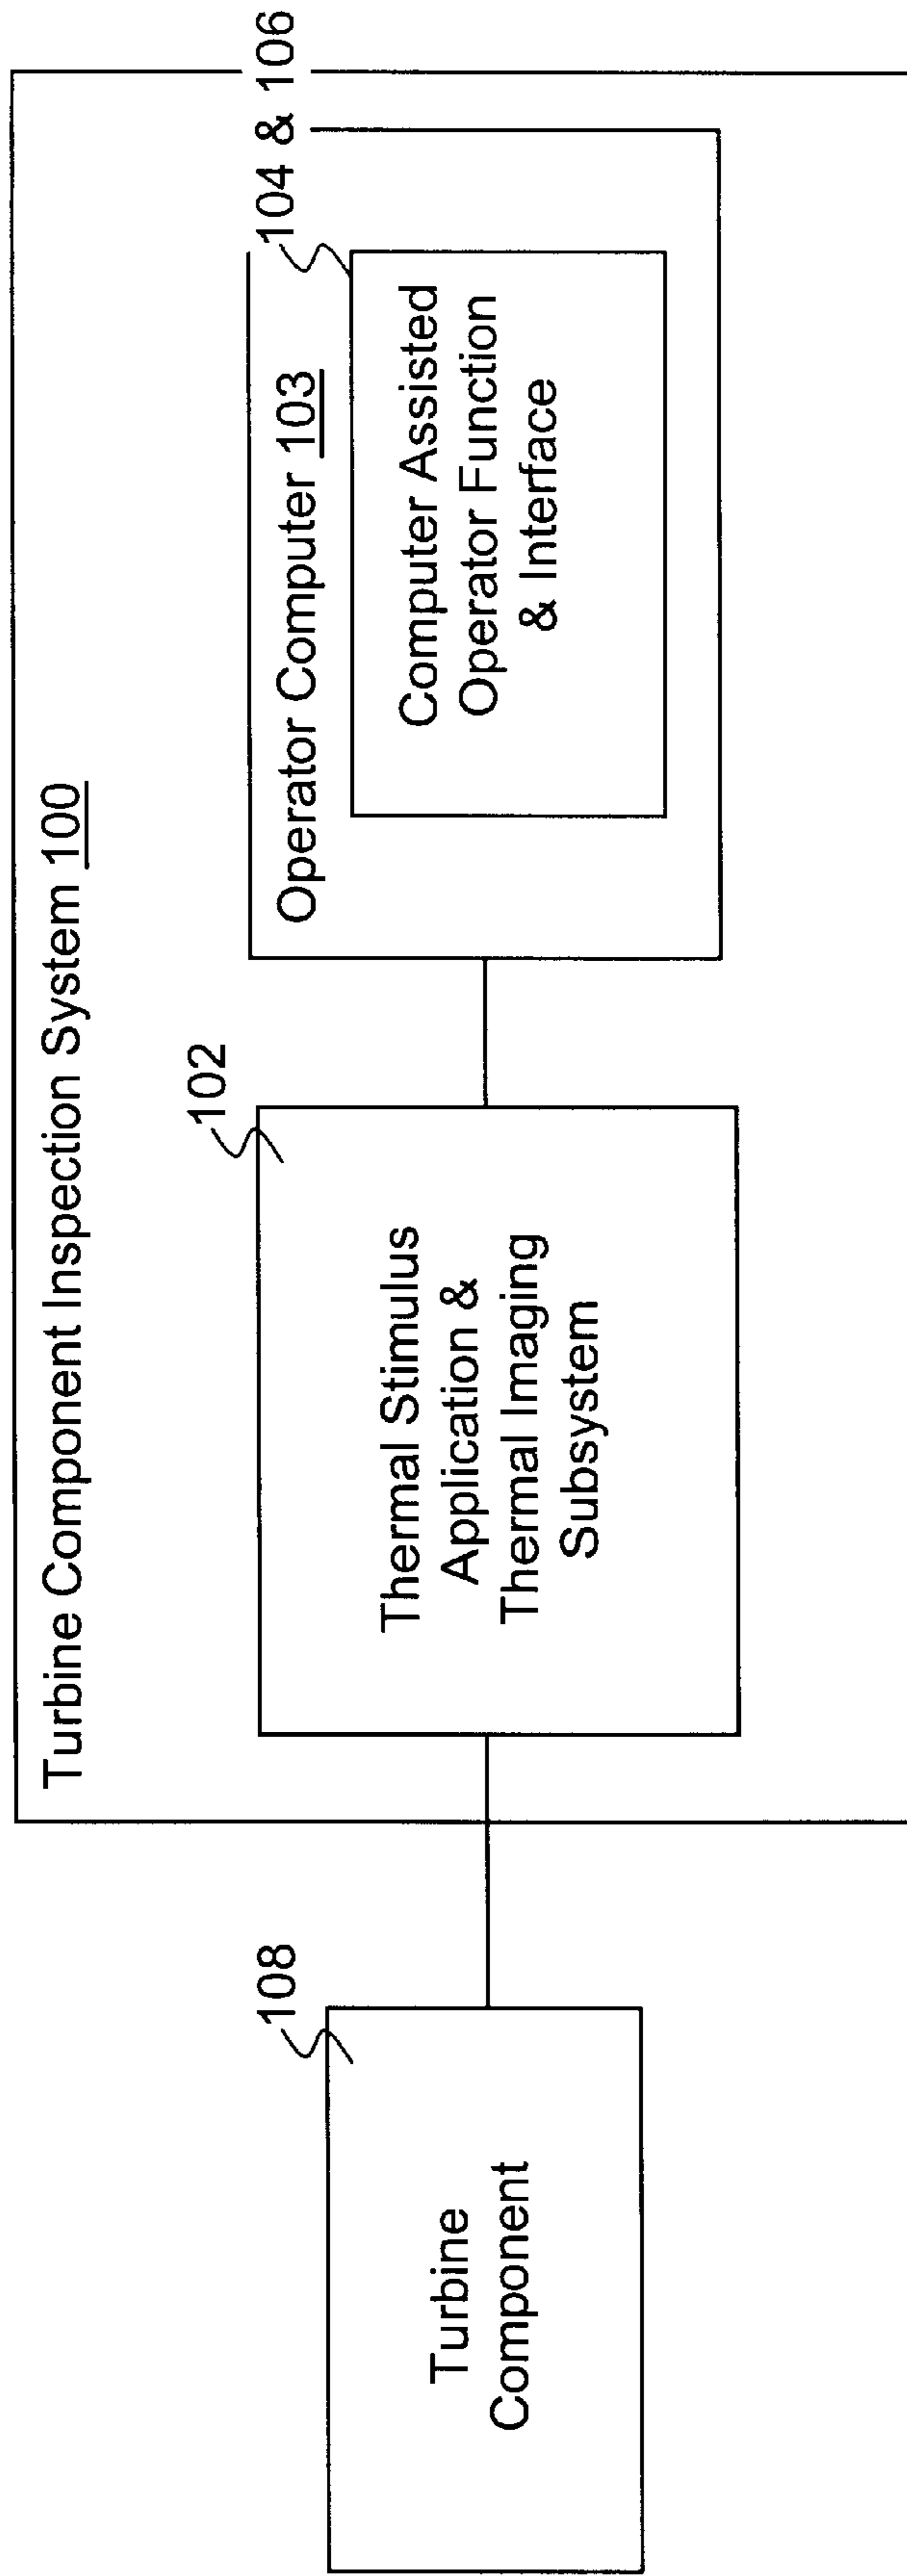 Turbine Component Inspection System 100
108
Turbine
Component
102
Thermal Stimulus
Application &
Thermal Imaging
Subsystem
104 & 106
Operator Computer 103
Computer Assisted
Operator Function
& Interface